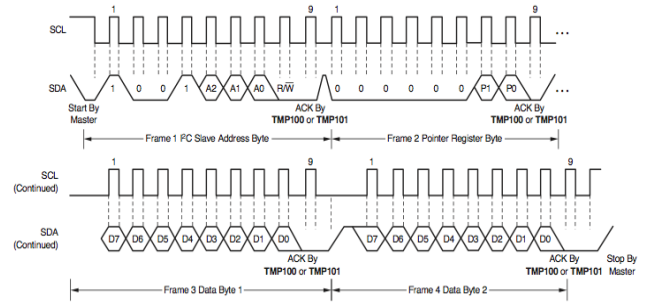 1 9 1 9
SCL
...
SDA 1 0 0 1 A2 A1 A0 R/W̅ 0 0 0 0 0 0 P1 P0 ...
Start By Master
ACK By TMP100 or TMP101
ACK By TMP100 or TMP101
Frame 1 I²C Slave Address Byte
Frame 2 Pointer Register Byte
1 9 1 9
SCL (Continued)
SDA (Continued) D7 D6 D5 D4 D3 D2 D1 D0 D7 D6 D5 D4 D3 D2 D1 D0
ACK By TMP100 or TMP101
ACK By TMP100 or TMP101
Stop By Master
Frame 3 Data Byte 1
Frame 4 Data Byte 2